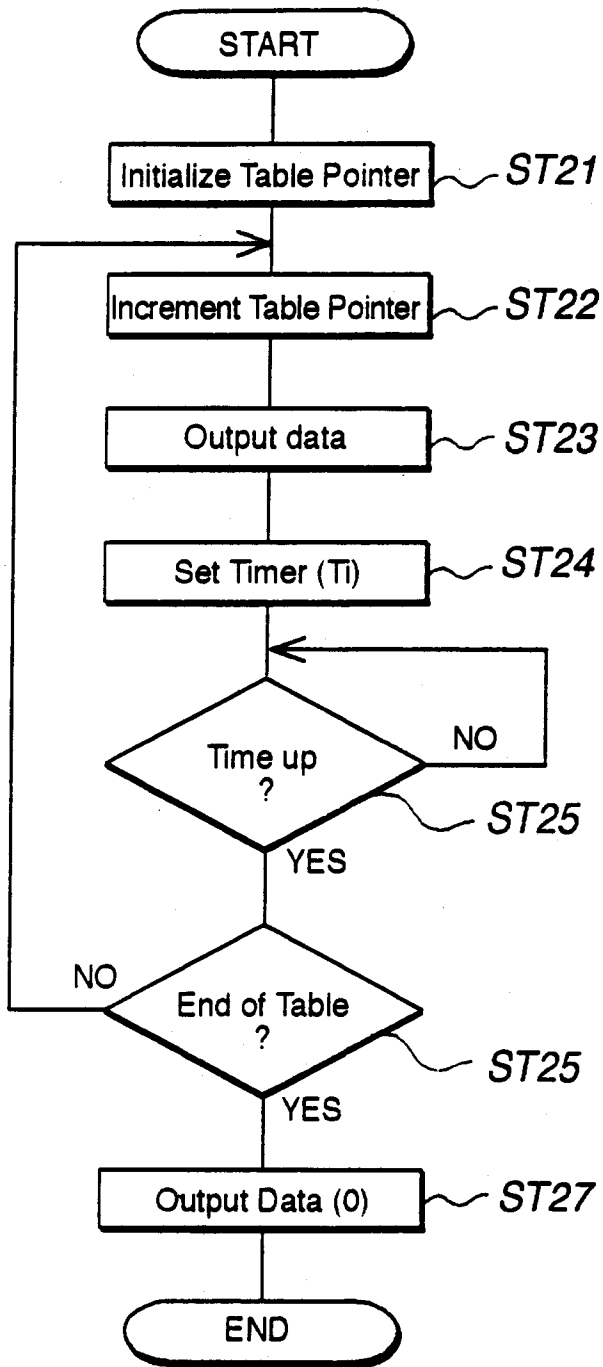 START
Initialize Table Pointer
ST21
Increment Table Pointer
ST22
Output data
ST23
Set Timer (Ti)
ST24
Time up
?
NO
ST25
YES
NO
End of Table
?
ST25
YES
Output Data (0)
ST27
END